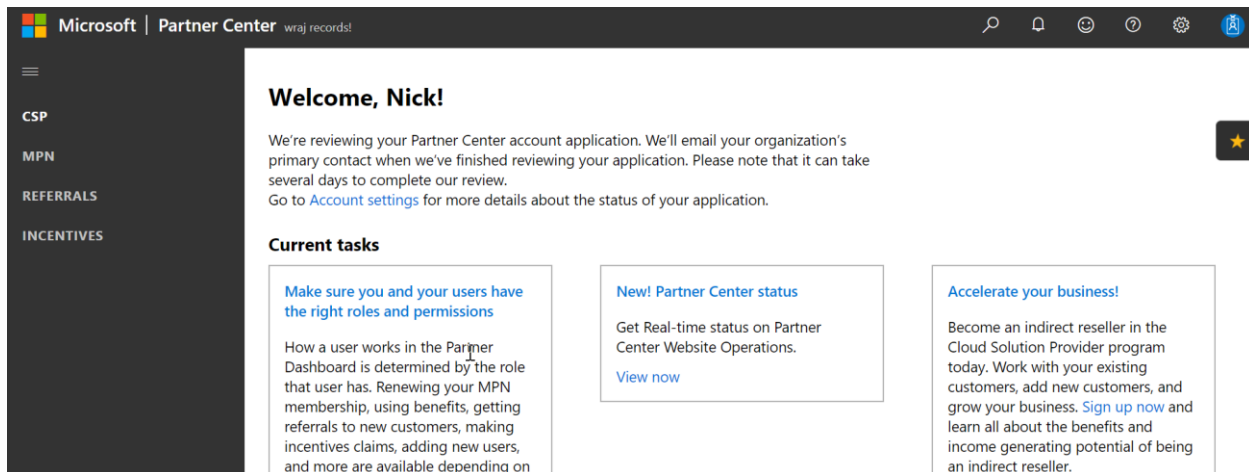 Microsoft | Partner Center wraj records!
CSP
MPN
REFERRALS
INCENTIVES
Welcome, Nick!
We're reviewing your Partner Center account application. We'll email your organization's
primary contact when we've finished reviewing your application. Please note that it can take
several days to complete our review.
Go to Account settings for more details about the status of your application.
Current tasks
Make sure you and your users have
the right roles and permissions
How a user works in the Partner
Dashboard is determined by the role
that user has. Renewing your MPN
membership, using benefits, getting
referrals to new customers, making
incentives claims, adding new users,
and more are available depending on
New! Partner Center status
Get Real-time status on Partner
Center Website Operations.
View now
Accelerate your business!
Become an indirect reseller in the
Cloud Solution Provider program
today. Work with your existing
customers, add new customers, and
grow your business. Sign up now and
learn all about the benefits and
income generating potential of being
an indirect reseller.